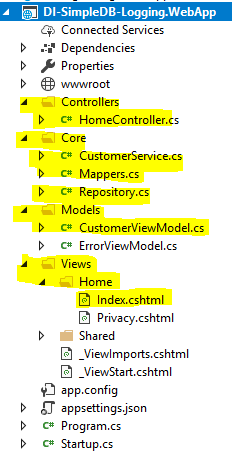 DI-SimpleDB-Logging.WebApp
Connected Services
Dependencies
Properties
wwwroot
Controllers
C# HomeController.cs
Core
C# CustomerService.cs
C# Mappers.cs
C# Repository.cs
Models
C# CustomerViewModel.cs
C# ErrorViewModel.cs
Views
Home
Index.cshtml
Privacy.cshtml
Shared
_ViewImports.cshtml
_ViewStart.cshtml
app.config
appsettings.json
C# Program.cs
C# Startup.cs